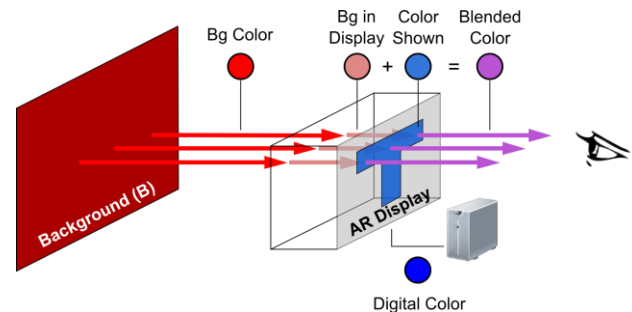 Bg Color
Bg in
Display
+
Color
Shown
=
Blended
Color
Background (B)
AR Display
Digital Color